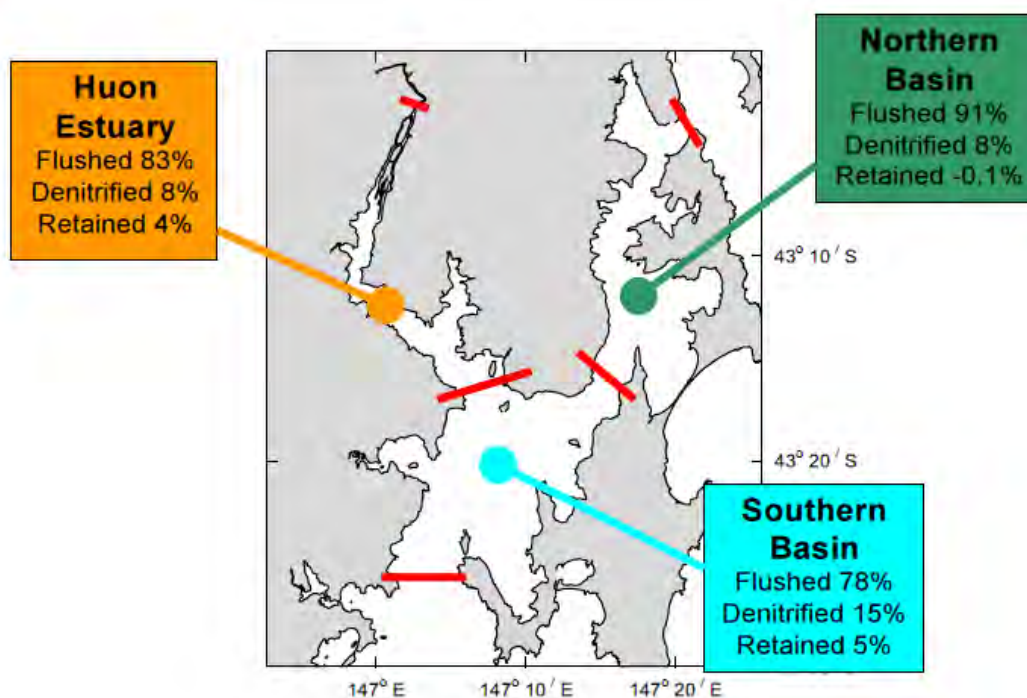 Huon
Estuary
Flushed 83%
Denitrified 8%
Retained 4%
Northern
Basin
Flushed 91%
Denitrified 8%
Retained -0.1%
43° 10' S
43° 20' S
Southern
Basin
Flushed 78%
Denitrified 15%
Retained 5%
147° E
147° 10' E
147° 20' E